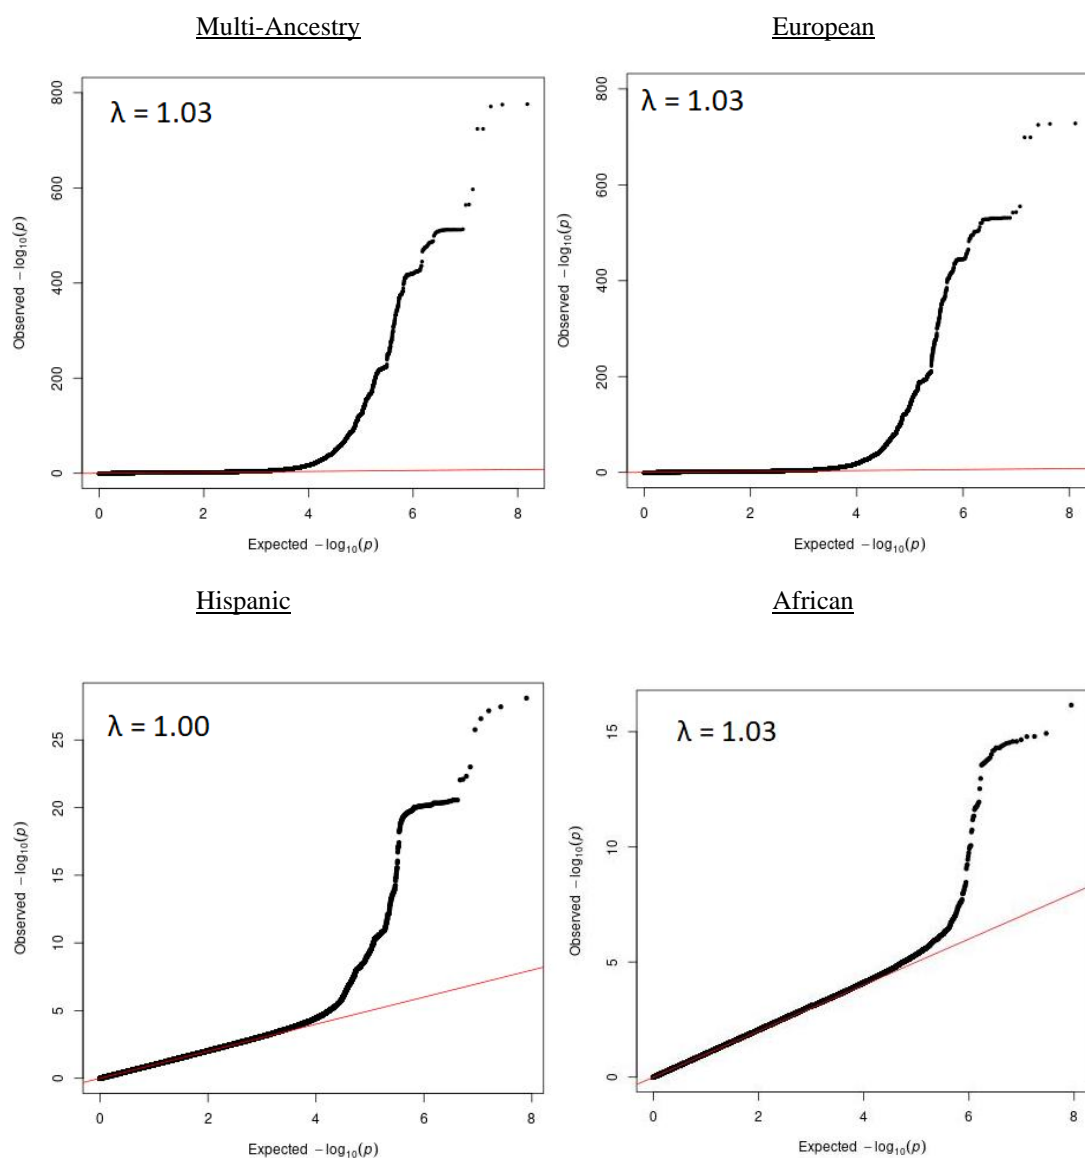 Multi-Ancestry
European
λ = 1.03
λ = 1.03
800
600
400
200
0
Observed −log10(p)
0 2 4 6 8
Expected −log10(p)
800
600
400
200
0
Observed −log10(p)
0 2 4 6 8
Expected −log10(p)
Hispanic
African
λ = 1.00
λ = 1.03
25
20
15
10
5
0
Observed −log10(p)
0 2 4 6 8
Expected −log10(p)
15
10
5
0
Observed −log10(p)
0 2 4 6 8
Expected −log10(p)